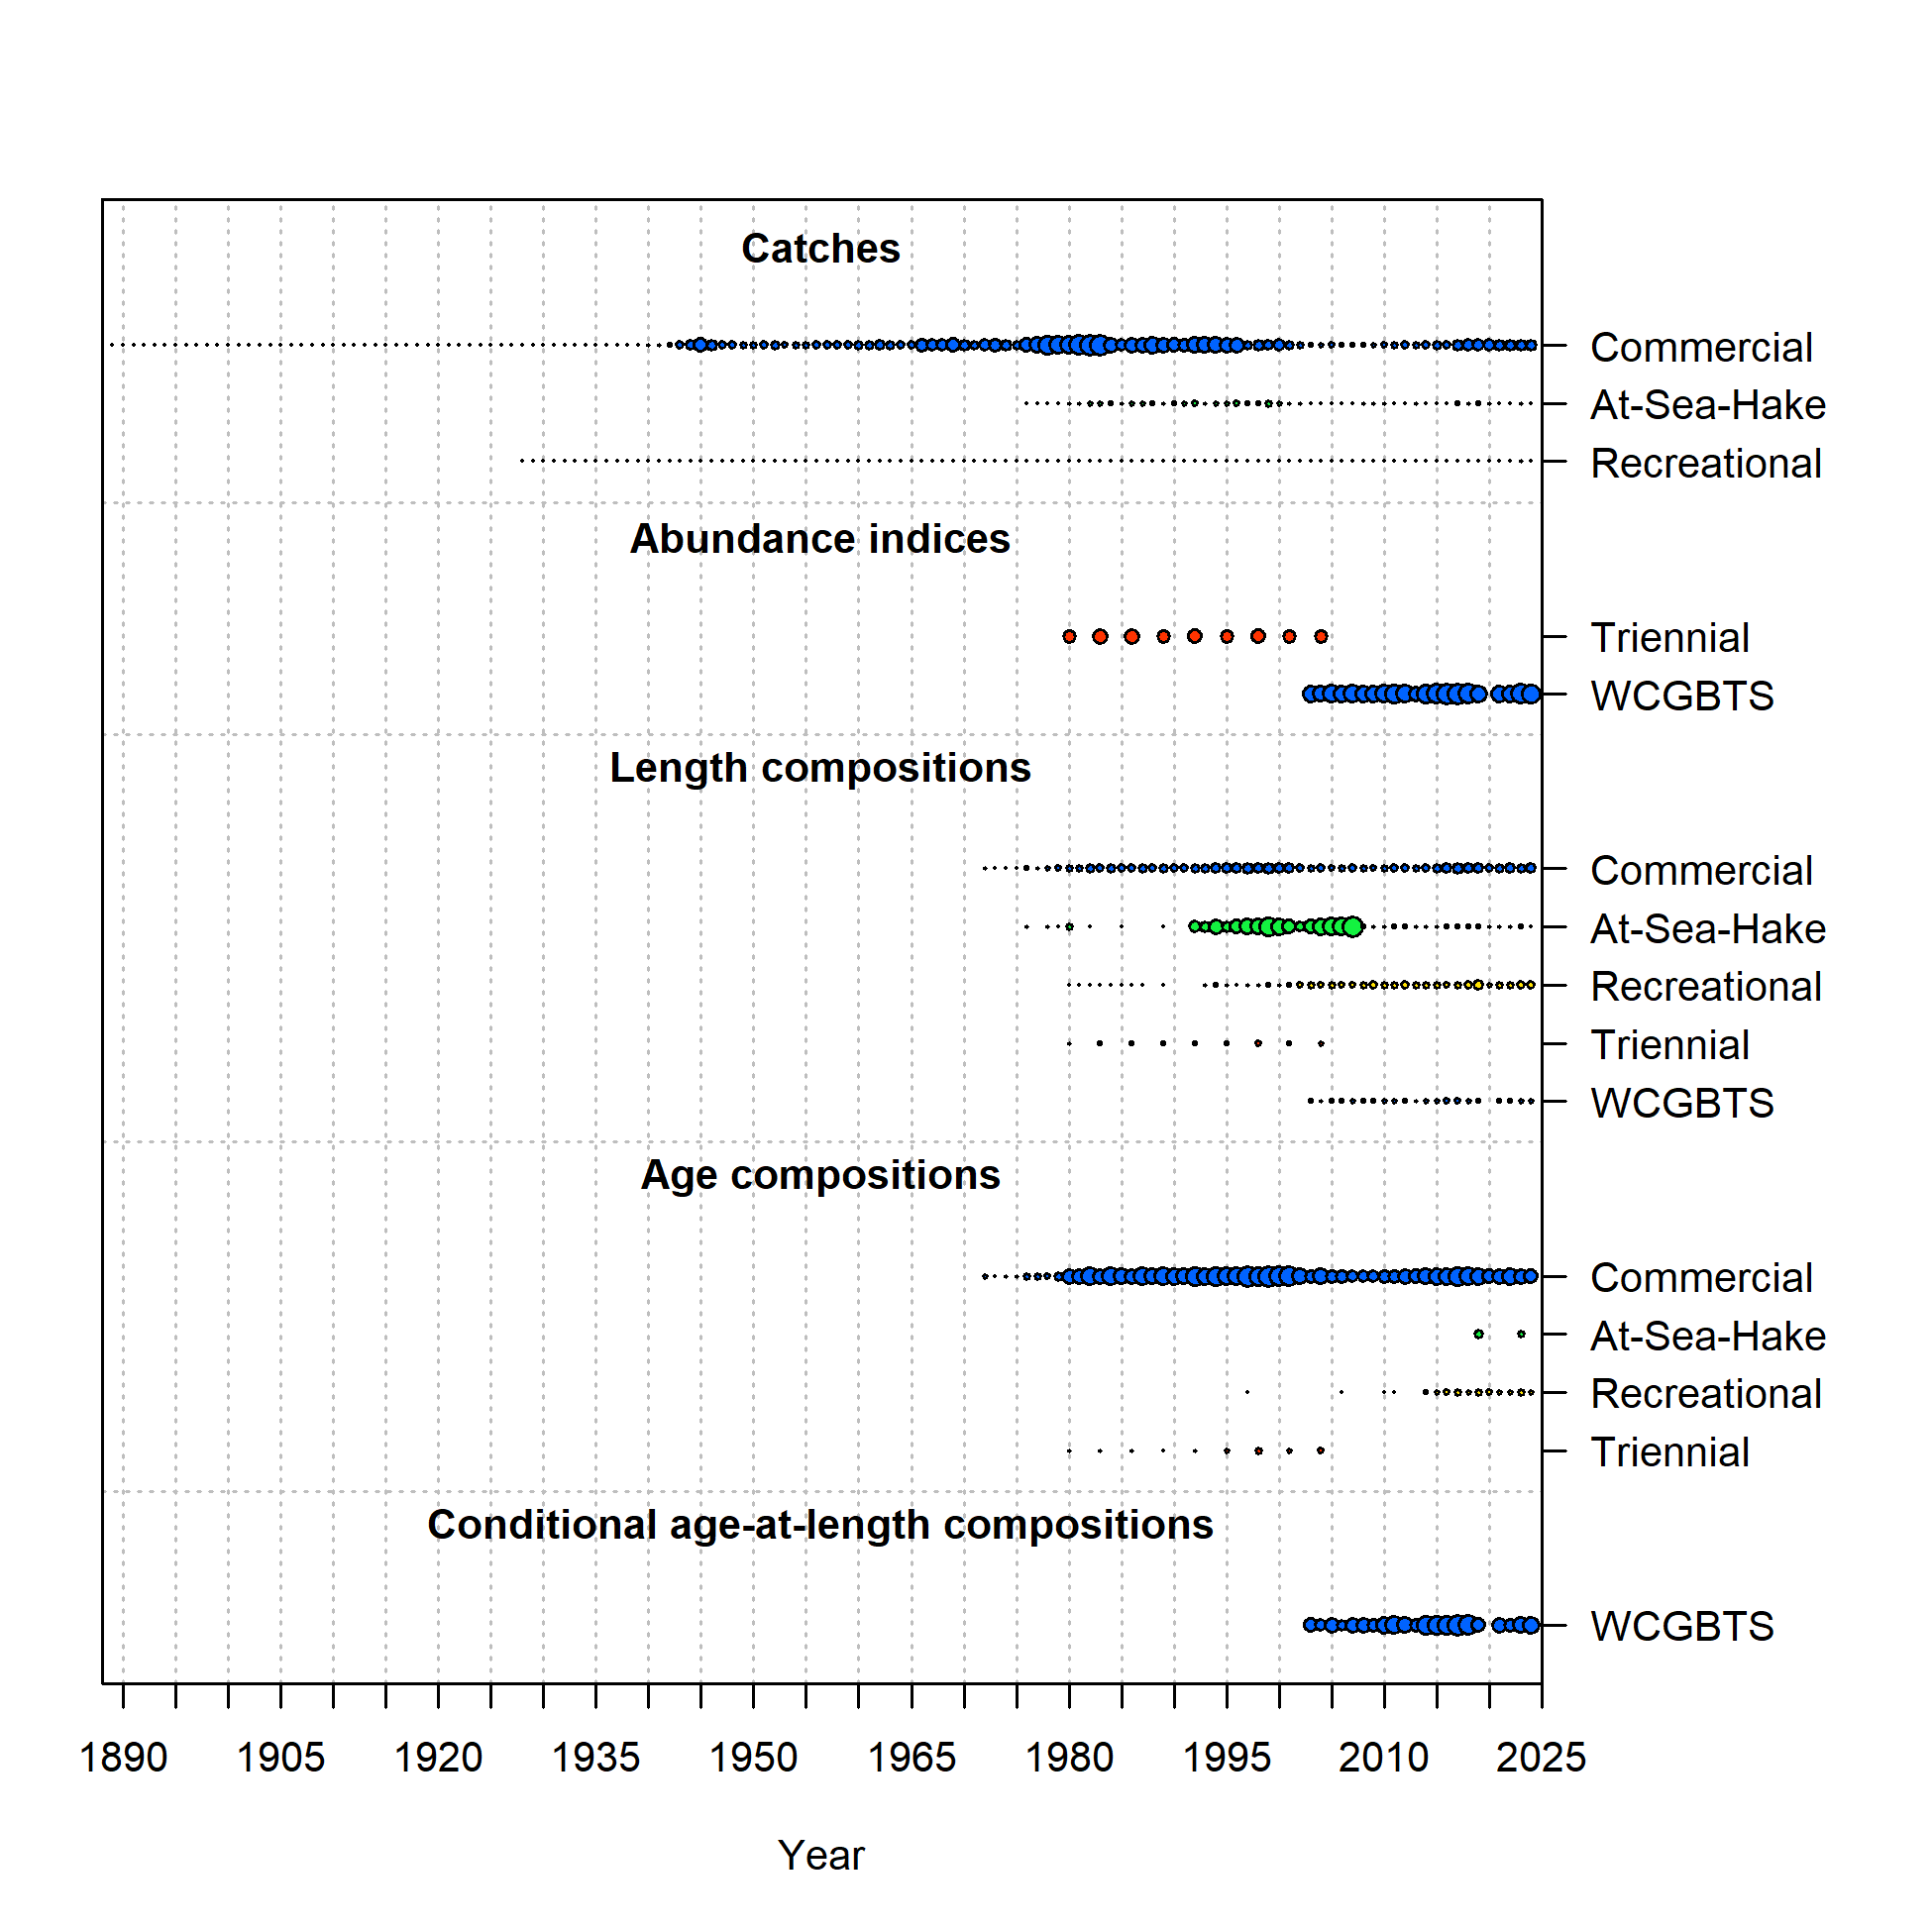 Catches
Commercial
At-Sea-Hake
Recreational
Abundance indices
Triennial
WCGBTS
Length compositions
Commercial
At-Sea-Hake
Recreational
Triennial
WCGBTS
Age compositions
Commercial
At-Sea-Hake
Recreational
Triennial
Conditional age-at-length compositions
WCGBTS
1890 1905 1920 1935 1950 1965 1980 1995 2010 2025
Year